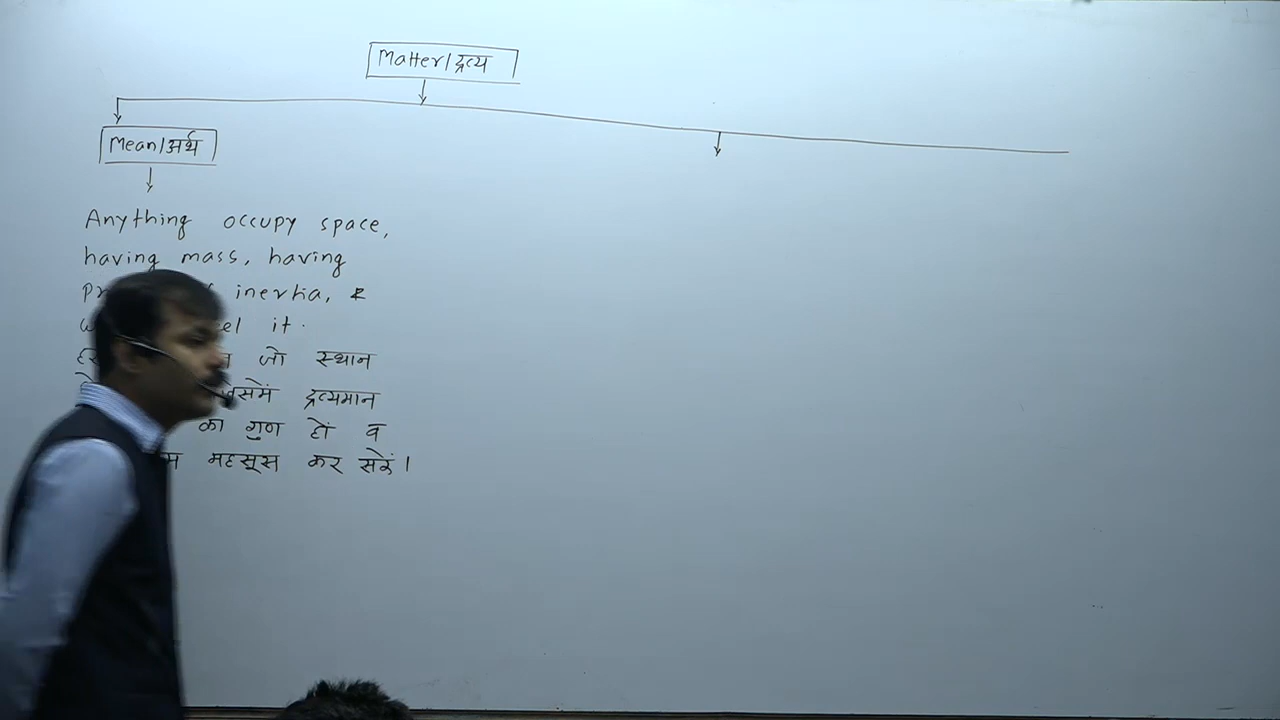 Matter/द्रव्य
Mean/अर्थ
Anything occupy space,
having mass, having
inertia, &
it.
जो स्थान
द्रव्यमान
का गुण हो व
महसूस कर सकें।